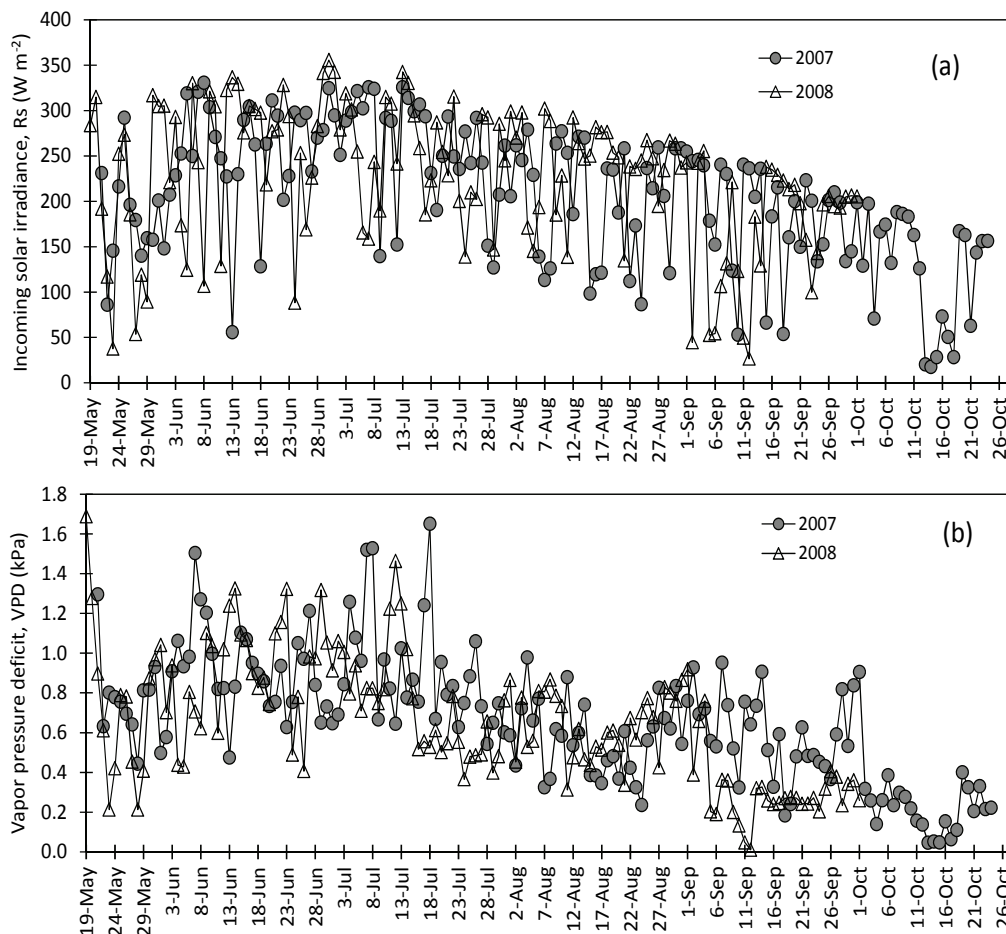 400
350
300
250
200
150
100
50
0
Incoming solar irradiance, Rs (W m⁻²)
(a)
2007
2008
19-May
24-May
29-May
3-Jun
8-Jun
13-Jun
18-Jun
23-Jun
28-Jun
3-Jul
8-Jul
13-Jul
18-Jul
23-Jul
28-Jul
2-Aug
7-Aug
12-Aug
17-Aug
22-Aug
27-Aug
1-Sep
6-Sep
11-Sep
16-Sep
21-Sep
26-Sep
1-Oct
6-Oct
11-Oct
16-Oct
21-Oct
26-Oct
1.8
1.6
1.4
1.2
1.0
0.8
0.6
0.4
0.2
0.0
Vapor pressure deficit, VPD (kPa)
2007
2008
(b)
19-May
24-May
29-May
3-Jun
8-Jun
13-Jun
18-Jun
23-Jun
28-Jun
3-Jul
8-Jul
13-Jul
18-Jul
23-Jul
28-Jul
2-Aug
7-Aug
12-Aug
17-Aug
22-Aug
27-Aug
1-Sep
6-Sep
11-Sep
16-Sep
21-Sep
26-Sep
1-Oct
6-Oct
11-Oct
16-Oct
21-Oct
26-Oct